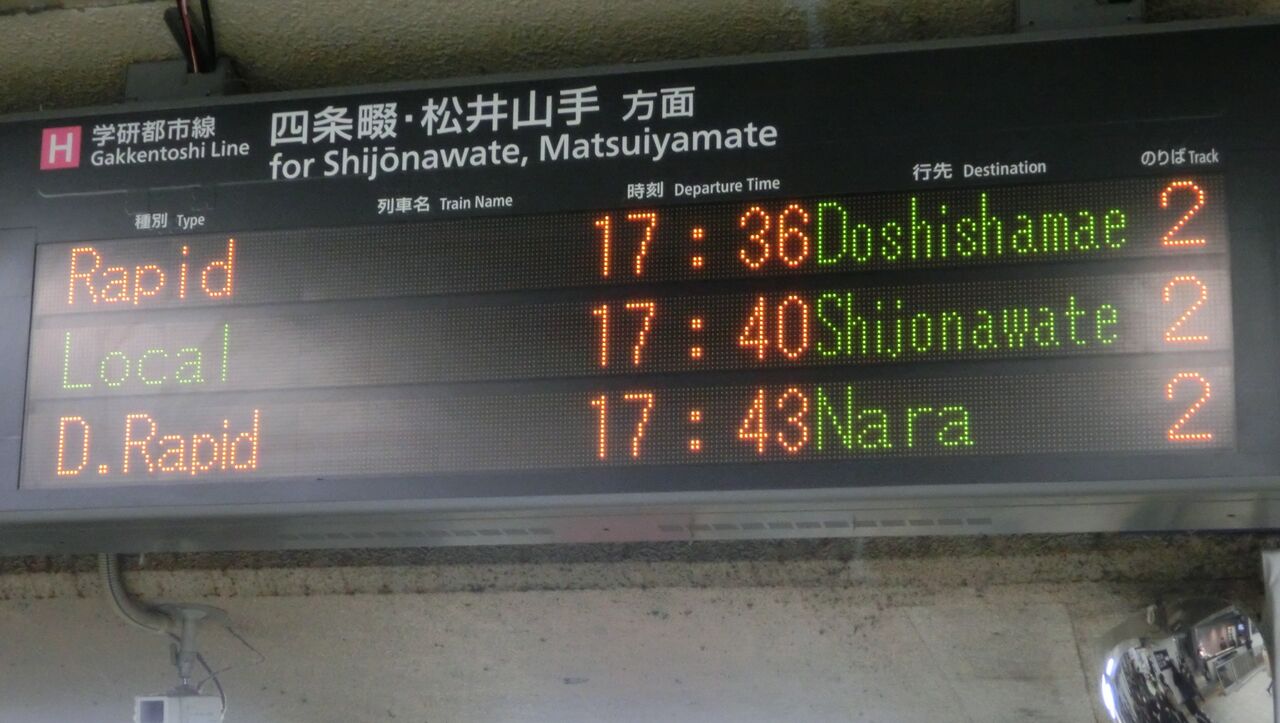 H 学研都市線 四条畷・松井山手 方面
Gakkentoshi Line for Shijōnawate, Matsuiyamate
種別 Type 列車名 Train Name 時刻 Departure Time 行先 Destination のりば Track
Rapid 17:36 Doshishamae 2
Local 17:40 Shijonawate 2
D.Rapid 17:43 Nara 2